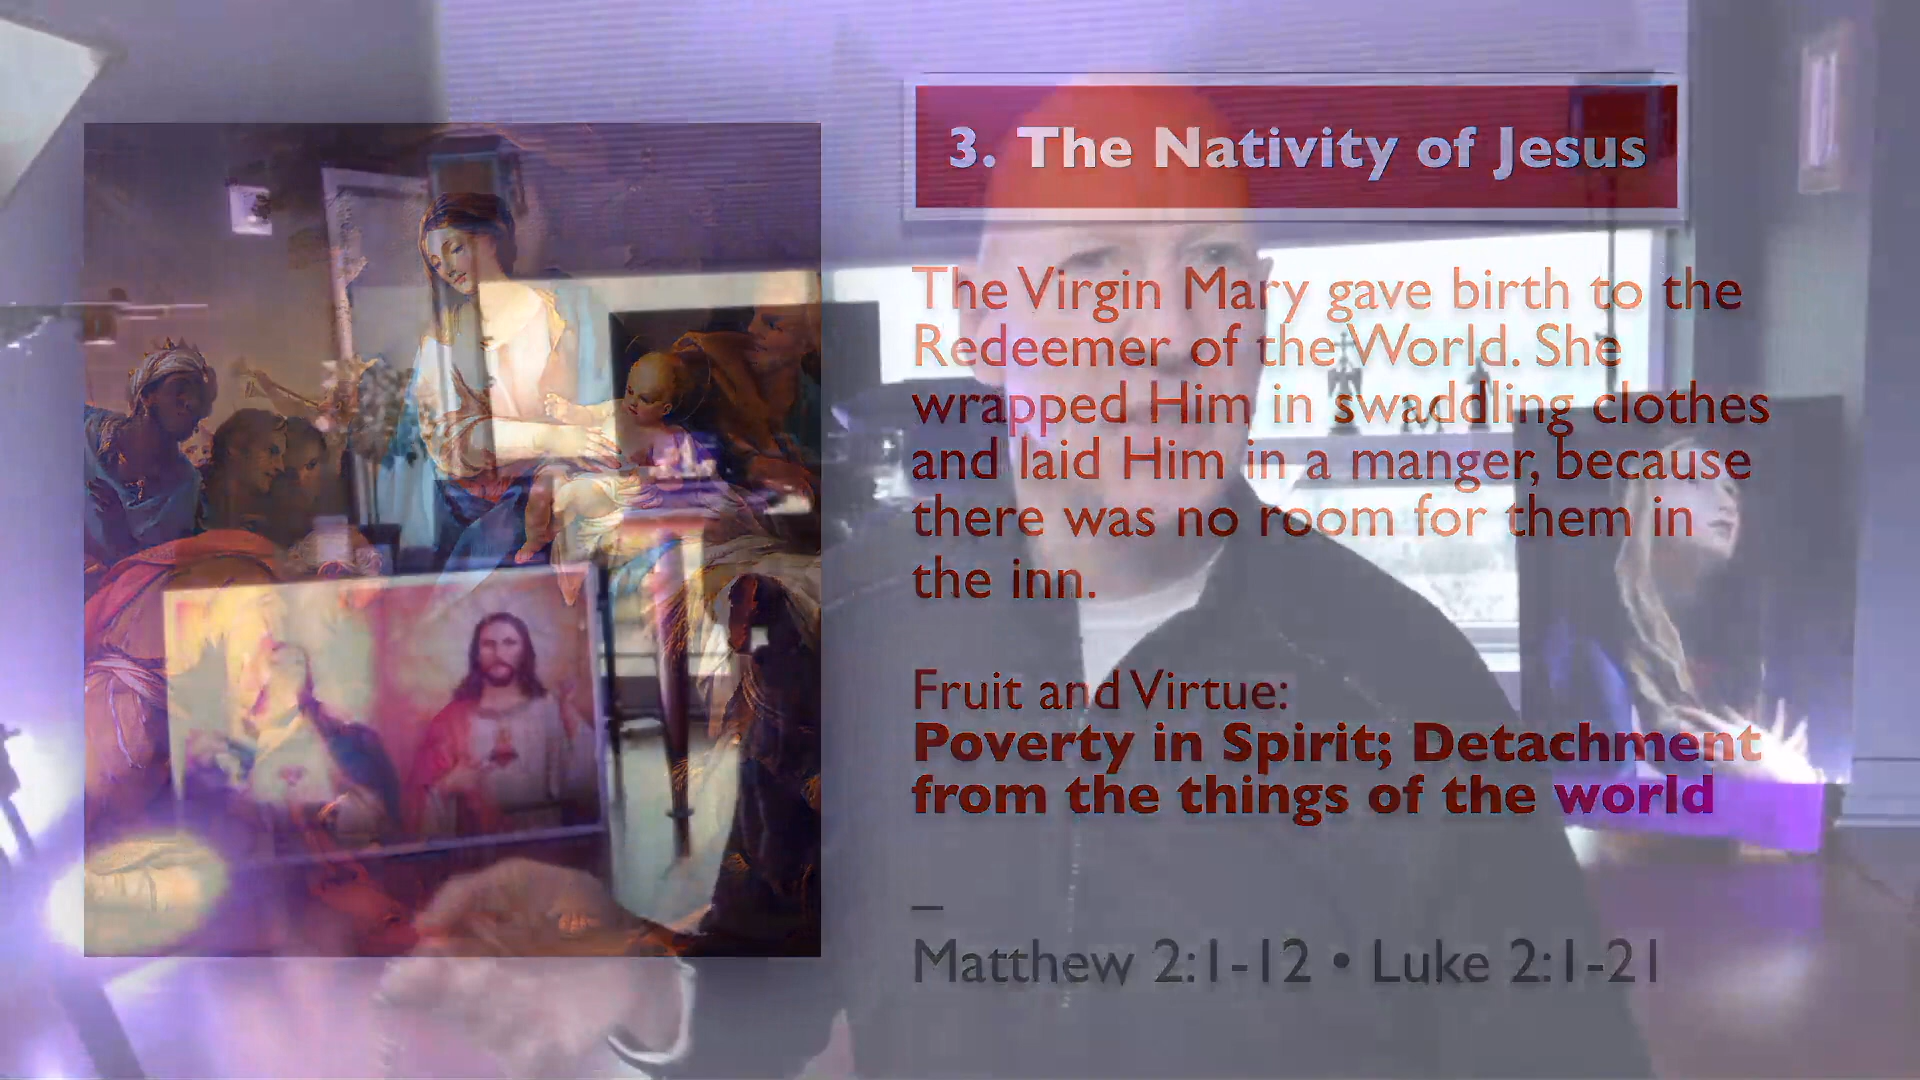 3. The Nativity of Jesus
The Virgin Mary gave birth to the
Redeemer of the World. She
wrapped Him in swaddling clothes
and laid Him in a manger, because
there was no room for them in
the inn.
Fruit and Virtue:
Poverty in Spirit; Detachment
from the things of the world
–
Matthew 2:1-12 • Luke 2:1-21